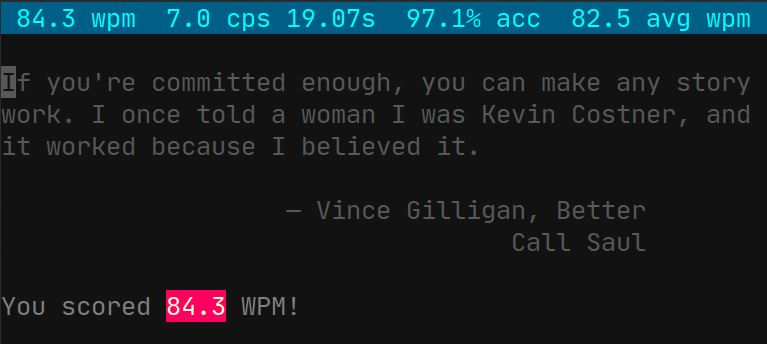 84.3 wpm 7.0 cps 19.07s 97.1% acc 82.5 avg wpm
If you're committed enough, you can make any story
work. I once told a woman I was Kevin Costner, and
it worked because I believed it.
— Vince Gilligan, Better
Call Saul
You scored 84.3 WPM!